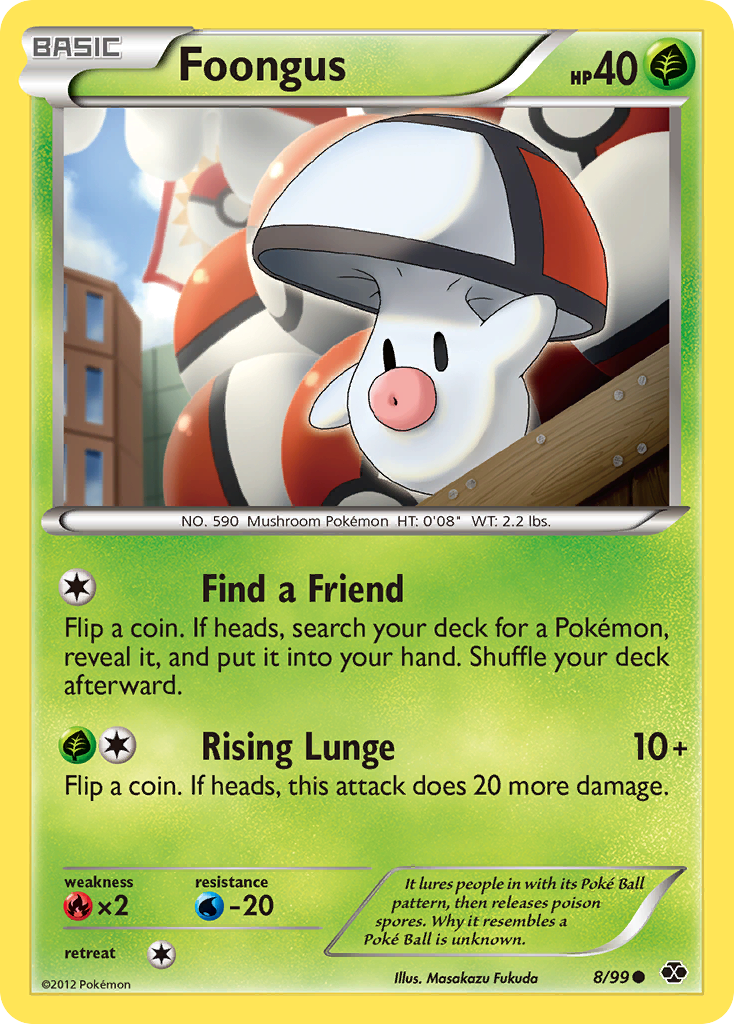 BASIC
Foongus
HP40
NO. 590 Mushroom Pokémon HT: 0'08" WT: 2.2 lbs.
Find a Friend
Flip a coin. If heads, search your deck for a Pokémon,
reveal it, and put it into your hand. Shuffle your deck
afterward.
Rising Lunge 10+
Flip a coin. If heads, this attack does 20 more damage.
weakness
×2
resistance
-20
retreat
It lures people in with its Poké Ball
pattern, then releases poison
spores. Why it resembles a
Poké Ball is unknown.
©2012 Pokémon
Illus. Masakazu Fukuda
8/99